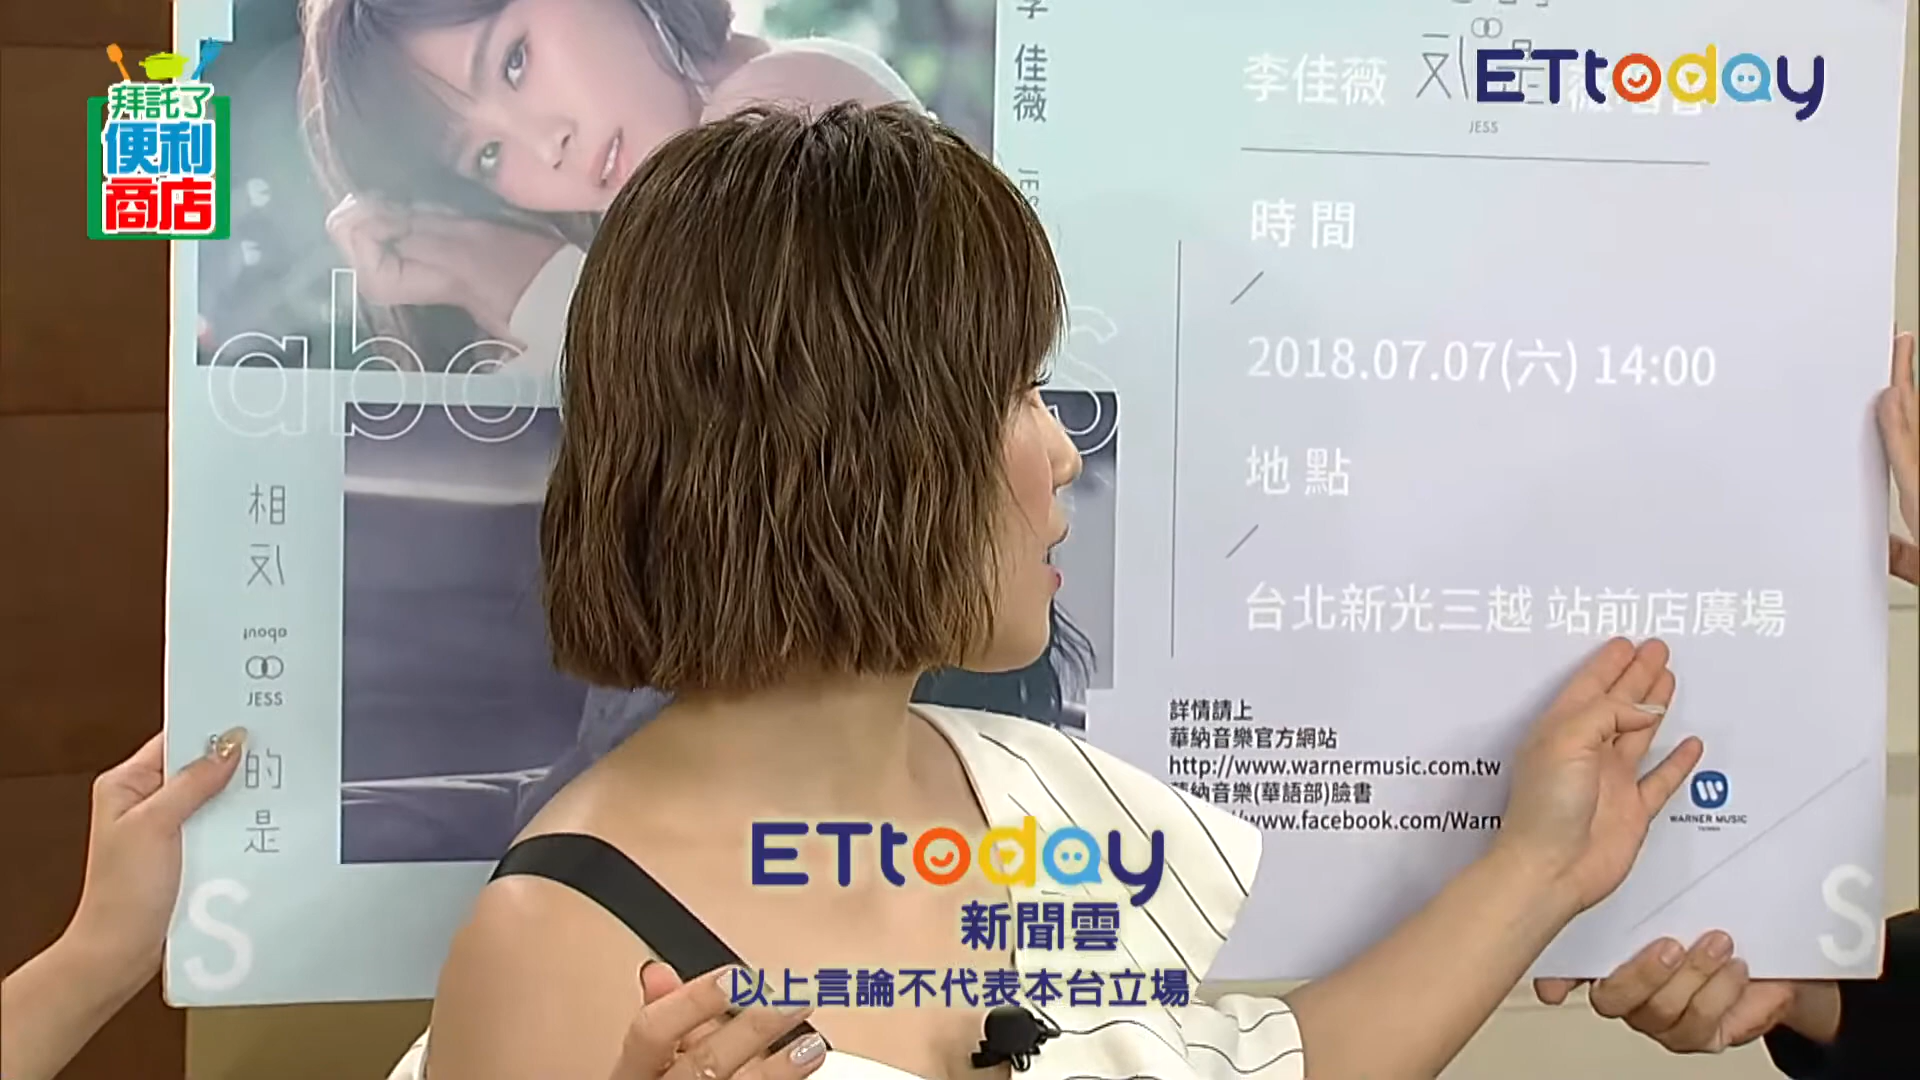 拜託了
便利
商店
ETtoday
佳薇
李佳薇
JESS
時間
2018.07.07(六) 14:00
地點
台北新光三越 站前店廣場
詳情請上
華納音樂官方網站
http://www.warnermusic.com.tw
華納音樂(華語部)臉書
www.facebook.com/Warn
WARNER MUSIC
abo
S
相反
about
JESS
的是
S
S
ETtoday
新聞雲
以上言論不代表本台立場